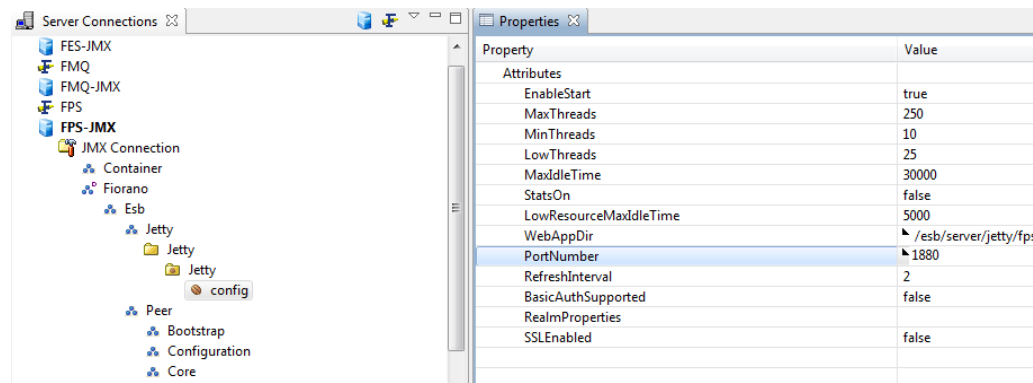 Server Connections
FES-JMX
FMQ
FMQ-JMX
FPS
FPS-JMX
JMX Connection
Container
Fiorano
Esb
Jetty
Jetty
Jetty
config
Peer
Bootstrap
Configuration
Core
Properties
Property Value
Attributes
EnableStart true
MaxThreads 250
MinThreads 10
LowThreads 25
MaxIdleTime 30000
StatsOn false
LowResourceMaxIdleTime 5000
WebAppDir /esb/server/jetty/fps
PortNumber 1880
RefreshInterval 2
BasicAuthSupported false
RealmProperties
SSLEnabled false